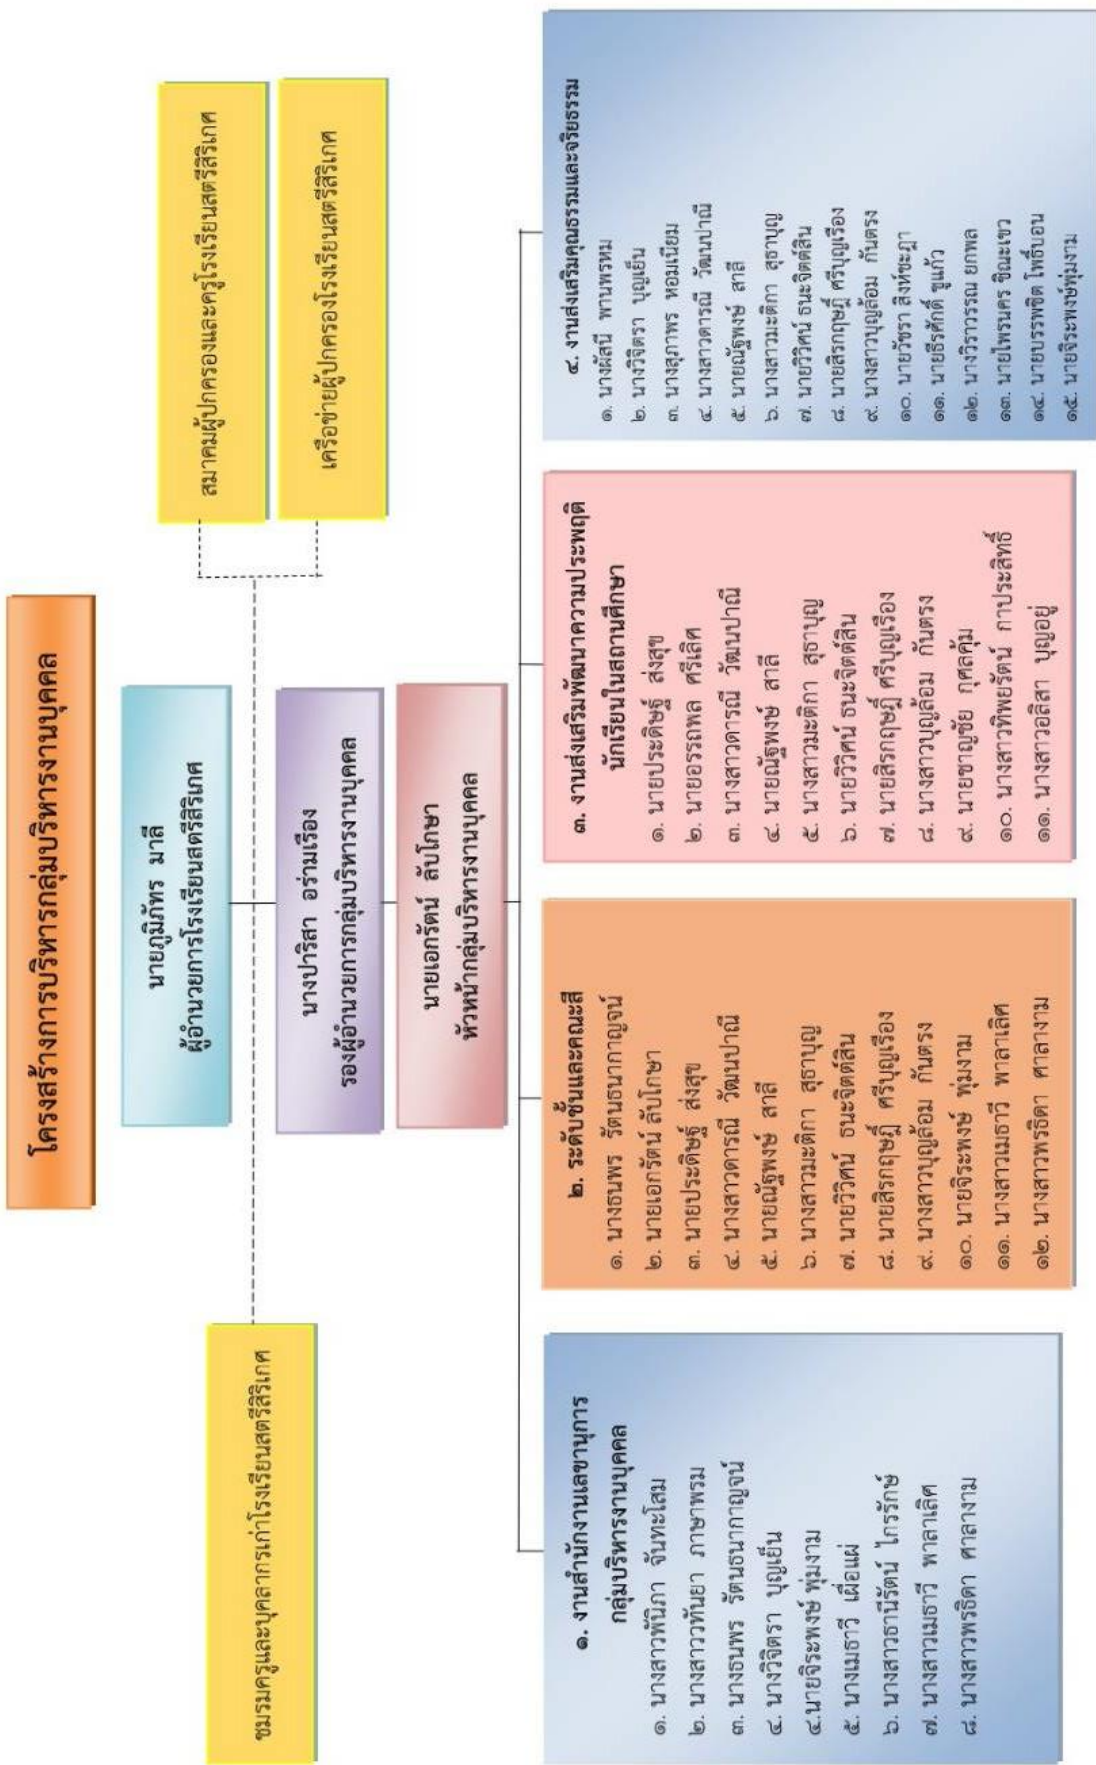 โครงสร้างการบริหารกลุ่มบริหารงานบุคคล
นายภูมิภัทร มาลี
ผู้อำนวยการโรงเรียนสตรีสิริเกศ
ชมรมครูและบุคลากรเก่าโรงเรียนสตรีสิริเกศ
สมาคมผู้ปกครองและครูโรงเรียนสตรีสิริเกศ
เครือข่ายผู้ปกครองโรงเรียนสตรีสิริเกศ
นางปาริสา อร่ามเรือง
รองผู้อำนวยการกลุ่มบริหารงานบุคคล
นายเอกรัตน์ ลับโกษา
หัวหน้ากลุ่มบริหารงานบุคคล
๑. งานสำนักงานเลขานุการ
กลุ่มบริหารงานบุคคล
๑. นางสาวพนิภา จันทะโสม
๒. นางสาววทันยา ภาษาพรม
๓. นางธนพร รัตนธนากาญจน์
๔. นางวิจิตรา บุญเย็น
๔.นายจิระพงษ์ พุ่มงาม
๕. นางเมธาวี เผื่อแผ่
๖. นางสาวธานีรัตน์ ไกรรักษ์
๗. นางสาวเมธาวี พาลาเลิศ
๘. นางสาวพรธิดา ศาลางาม
๒. ระดับชั้นและคณะสี
๑. นางธนพร รัตนธนากาญจน์
๒. นายเอกรัตน์ ลับโกษา
๓. นายประดิษฐ์ ส่งสุข
๔. นางสาวดารณี วัฒนปาณี
๕. นายณัฐพงษ์ สาลี
๖. นางสาวมะติกา สุธาบุญ
๗. นายวิวิศน์ ธนะจิตต์สิน
๘. นายสิรกฤษฎิ์ ศรีบุญเรือง
๙. นางสาวบุญล้อม กันตรง
๑๐. นายจิระพงษ์ พุ่มงาม
๑๑. นางสาวเมธาวี พาลาเลิศ
๑๒. นางสาวพรธิดา ศาลางาม
๓. งานส่งเสริมพัฒนาความประพฤติ
นักเรียนในสถานศึกษา
๑. นายประดิษฐ์ ส่งสุข
๒. นายอรรถพล ศรีเลิศ
๓. นางสาวดารณี วัฒนปาณี
๔. นายณัฐพงษ์ สาลี
๕. นางสาวมะติกา สุธาบุญ
๖. นายวิวิศน์ ธนะจิตต์สิน
๗. นายสิรกฤษฎิ์ ศรีบุญเรือง
๘. นางสาวบุญล้อม กันตรง
๙. นายชาญชัย กุศลคุ้ม
๑๐. นางสาวทิพยรัตน์ กาประสิทธิ์
๑๑. นางสาวอลิสา บุญอยู่
๔. งานส่งเสริมคุณธรรมและจริยธรรม
๑. นางผัสนี พานพรหม
๒. นางวิจิตรา บุญเย็น
๓. นางสุภาพร หอมเนียม
๔. นางสาวดารณี วัฒนปาณี
๕. นายณัฐพงษ์ สาลี
๖. นางสาวมะติกา สุธาบุญ
๗. นายวิวิศน์ ธนะจิตต์สิน
๘. นายสิรกฤษฎิ์ ศรีบุญเรือง
๙. นางสาวบุญล้อม กันตรง
๑๐. นายวัชรา สิงห์ชะฎา
๑๑. นายธีรศักดิ์ ชูแก้ว
๑๒. นางวิราวรรณ ยกพล
๑๓. นายไพรนคร ขิณะเขว
๑๔. นายบรรพชิต โพธิ์บอน
๑๕. นายจิระพงษ์พุ่มงาม